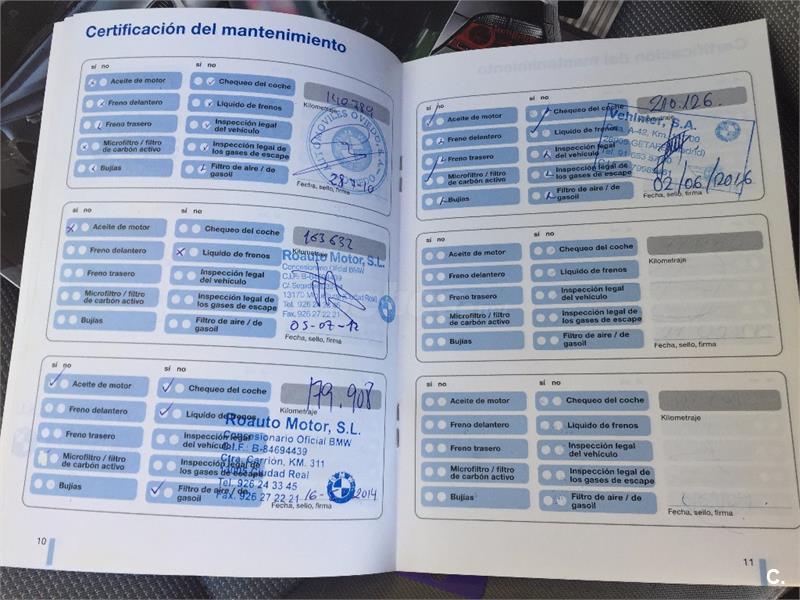 Certificación del mantenimiento
sí no
sí no
Aceite de motor
Chequeo del coche
140.789
Freno delantero
Líquido de frenos
Kilometraje
Freno trasero
Inspección legal
del vehículo
Microfiltro / filtro
de carbón activo
Inspección legal de
los gases de escape
Bujías
Filtro de aire / de
gasoil
Fecha, sello, firma
sí no
sí no
Aceite de motor
Chequeo del coche
163632
Freno delantero
Líquido de frenos
Kilometraje
Roauto Motor, S.L.
Concesionario Oficial BMW
C.I.F.: B-84694439
Freno trasero
Inspección legal
del vehículo
Microfiltro / filtro
de carbón activo
Inspección legal de
los gases de escape
Tel. 926 24 33 45
Fax. 926 27 22 21
Bujías
Filtro de aire / de
gasoil
05-07-12
Fecha, sello, firma
sí no
sí no
Aceite de motor
Chequeo del coche
179.908
Freno delantero
Líquido de frenos
Kilometraje
Roauto Motor, S.L.
Concesionario Oficial BMW
C.I.F.: B-84694439
Ctra. Carrión, KM. 311
Ciudad Real
Tel. 926 24 33 45
Fax. 926 27 22 21
Freno trasero
Inspección legal
del vehículo
Microfiltro / filtro
de carbón activo
Inspección legal de
los gases de escape
Bujías
Filtro de aire / de
gasoil
2014
Fecha, sello, firma
10
sí no
sí no
Aceite de motor
Chequeo del coche
210.126.
Kilometraje
Vehinter, S.A.
Freno delantero
Líquido de frenos
Freno trasero
Inspección legal
del vehículo
Microfiltro / filtro
de carbón activo
Inspección legal de
los gases de escape
Bujías
Filtro de aire / de
gasoil
02/06/2016
Fecha, sello, firma
sí no
sí no
Aceite de motor
Chequeo del coche
Kilometraje
Freno delantero
Líquido de frenos
Freno trasero
Inspección legal
del vehículo
Microfiltro / filtro
de carbón activo
Inspección legal de
los gases de escape
Bujías
Filtro de aire / de
gasoil
Fecha, sello, firma
sí no
sí no
Aceite de motor
Chequeo del coche
Kilometraje
Freno delantero
Líquido de frenos
Freno trasero
Inspección legal
del vehículo
Microfiltro / filtro
de carbón activo
Inspección legal de
los gases de escape
Bujías
Filtro de aire / de
gasoil
Fecha, sello, firma
11
C.